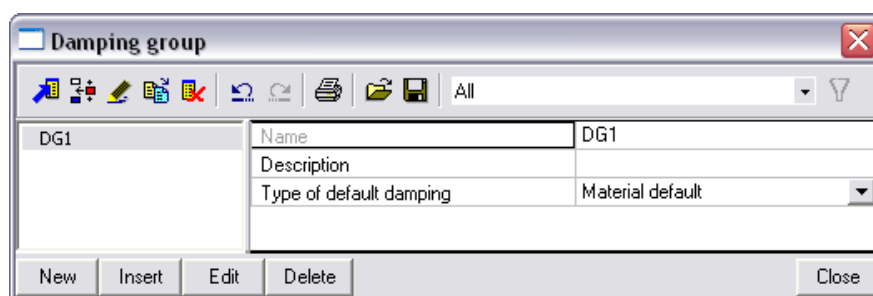 Damping group
All
DG1
Name DG1
Description
Type of default damping Material default
New Insert Edit Delete Close